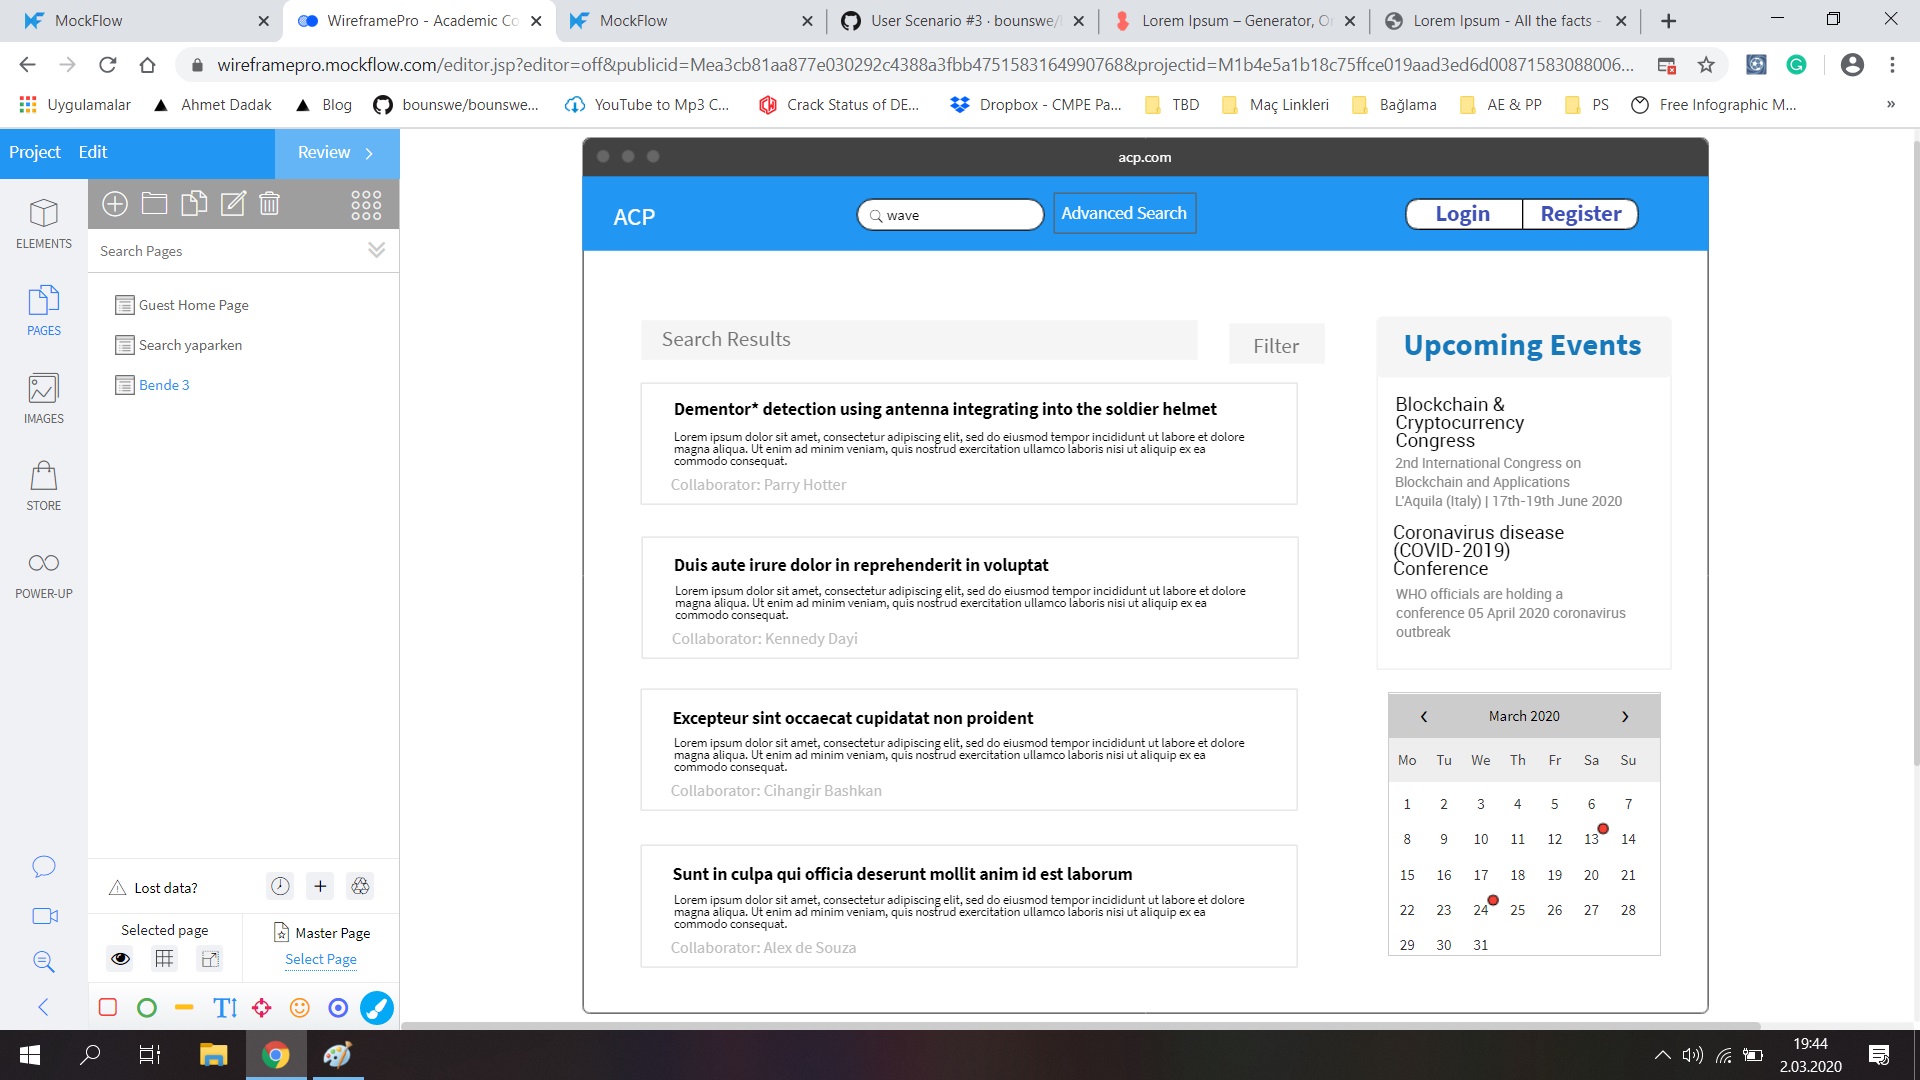 MockFlow
WireframePro - Academic Co
MockFlow
User Scenario #3 · bounswe/
Lorem Ipsum – Generator, O
Lorem Ipsum - All the facts -
wireframepro.mockflow.com/editor.jsp?editor=off&publicid=Mea3cb81aa877e030292c4388a3fbb4751583164990768&projectid=M1b4e5a1b18c75ffce019aad3ed6d00871583088006...
Uygulamalar
Ahmet Dadak
Blog
bounswe/bounswe...
YouTube to Mp3 C...
Crack Status of DE...
Dropbox - CMPE Pa...
TBD
Maç Linkleri
Bağlama
AE & PP
PS
Free Infographic M...
»
Project Edit
Review
ELEMENTS
PAGES
IMAGES
STORE
POWER-UP
Search Pages
Guest Home Page
Search yaparken
Bende 3
Lost data?
Selected page
Master Page
Select Page
acp.com
ACP
wave
Advanced Search
Login
Register
Search Results
Filter
Dementor* detection using antenna integrating into the soldier helmet
Lorem ipsum dolor sit amet, consectetur adipiscing elit, sed do eiusmod tempor incididunt ut labore et dolore
magna aliqua. Ut enim ad minim veniam, quis nostrud exercitation ullamco laboris nisi ut aliquip ex ea
commodo consequat.
Collaborator: Parry Hotter
Duis aute irure dolor in reprehenderit in voluptat
Lorem ipsum dolor sit amet, consectetur adipiscing elit, sed do eiusmod tempor incididunt ut labore et dolore
magna aliqua. Ut enim ad minim veniam, quis nostrud exercitation ullamco laboris nisi ut aliquip ex ea
commodo consequat.
Collaborator: Kennedy Dayi
Excepteur sint occaecat cupidatat non proident
Lorem ipsum dolor sit amet, consectetur adipiscing elit, sed do eiusmod tempor incididunt ut labore et dolore
magna aliqua. Ut enim ad minim veniam, quis nostrud exercitation ullamco laboris nisi ut aliquip ex ea
commodo consequat.
Collaborator: Cihangir Bashkan
Sunt in culpa qui officia deserunt mollit anim id est laborum
Lorem ipsum dolor sit amet, consectetur adipiscing elit, sed do eiusmod tempor incididunt ut labore et dolore
magna aliqua. Ut enim ad minim veniam, quis nostrud exercitation ullamco laboris nisi ut aliquip ex ea
commodo consequat.
Collaborator: Alex de Souza
Upcoming Events
Blockchain &
Cryptocurrency
Congress
2nd International Congress on
Blockchain and Applications
L'Aquila (Italy) | 17th-19th June 2020
Coronavirus disease
(COVID-2019)
Conference
WHO officials are holding a
conference 05 April 2020 coronavirus
outbreak
March 2020
Mo Tu We Th Fr Sa Su
1 2 3 4 5 6 7
8 9 10 11 12 13 14
15 16 17 18 19 20 21
22 23 24 25 26 27 28
29 30 31
19:44
2.03.2020